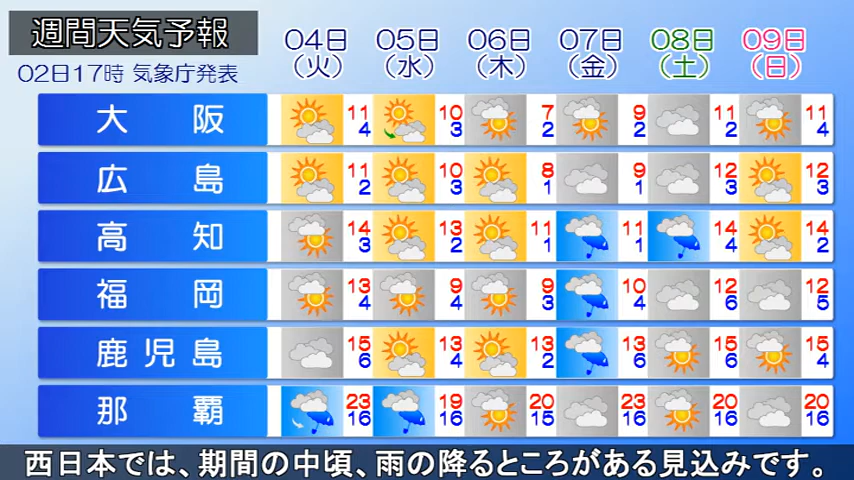 週間天気予報
02日17時 気象庁発表
04日 05日 06日 07日 08日 09日
(火) (水) (木) (金) (土) (日)
大阪 11 4 10 3 7 2 9 2 11 2 11 4
広島 11 2 10 3 8 1 9 1 12 3 12 3
高知 14 3 13 2 11 1 11 1 14 4 14 2
福岡 13 4 9 4 9 3 10 4 12 6 12 5
鹿児島 15 6 13 4 13 2 13 6 15 6 15 4
那覇 23 16 19 16 20 15 23 16 20 16 20 16
西日本では、期間の中頃、雨の降るところがある見込みです。